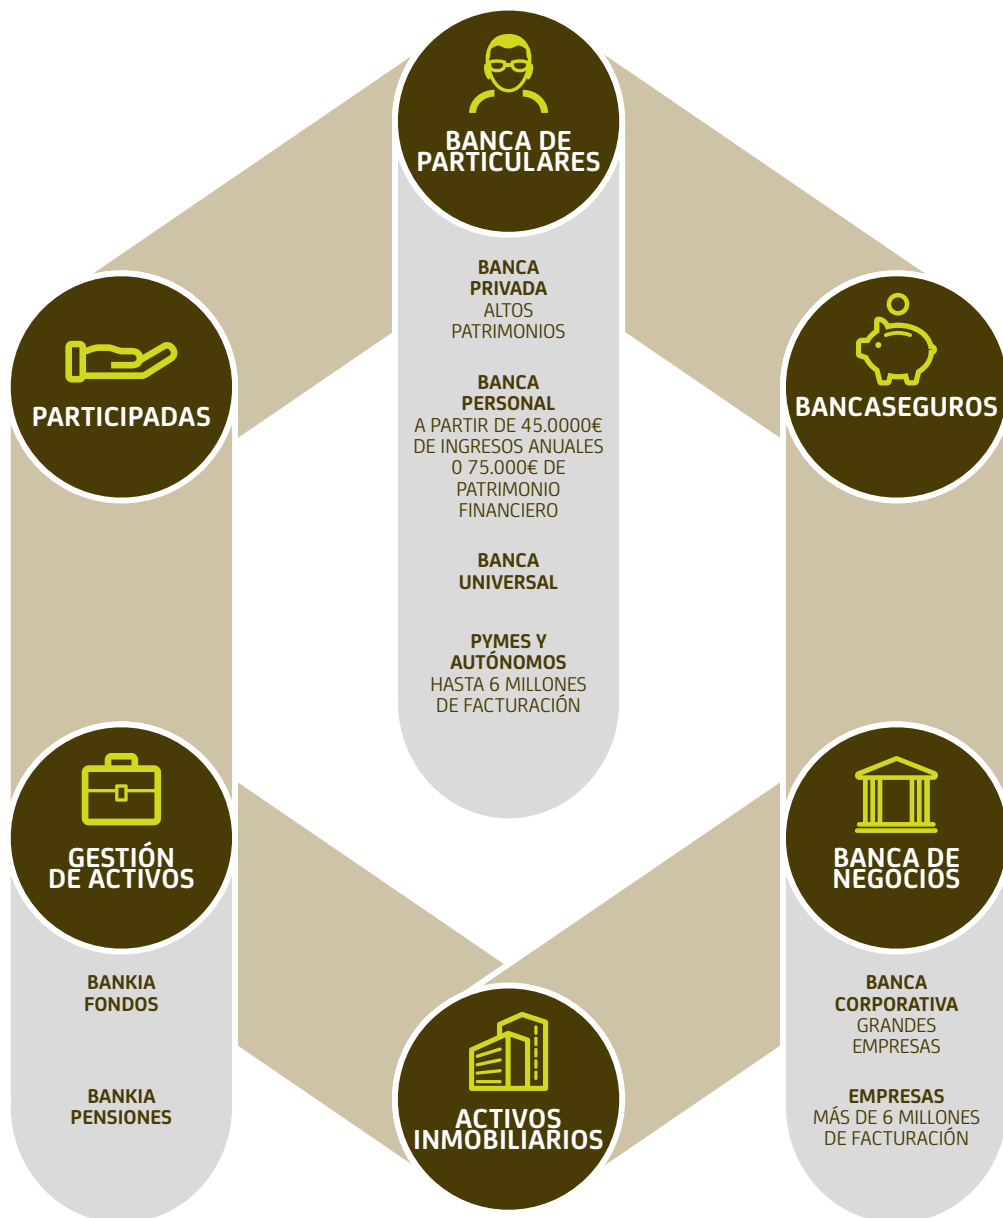 BANCA DE
PARTICULARES
BANCA
PRIVADA
ALTOS
PATRIMONIOS
BANCA
PERSONAL
A PARTIR DE 45.0000€
DE INGRESOS ANUALES
O 75.000€ DE
PATRIMONIO
FINANCIERO
BANCA
UNIVERSAL
PYMES Y
AUTÓNOMOS
HASTA 6 MILLONES
DE FACTURACIÓN
PARTICIPADAS
BANCASEGUROS
GESTIÓN
DE ACTIVOS
BANKIA
FONDOS
BANKIA
PENSIONES
BANCA DE
NEGOCIOS
BANCA
CORPORATIVA
GRANDES
EMPRESAS
EMPRESAS
MÁS DE 6 MILLONES
DE FACTURACIÓN
ACTIVOS
INMOBILIARIOS